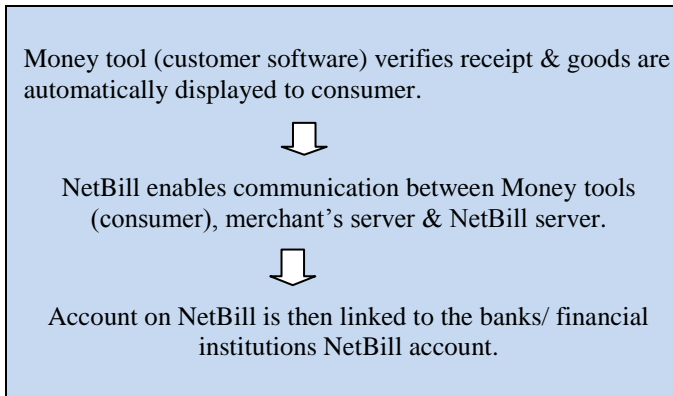 Money tool (customer software) verifies receipt & goods are
automatically displayed to consumer.
NetBill enables communication between Money tools
(consumer), merchant's server & NetBill server.
Account on NetBill is then linked to the banks/ financial
institutions NetBill account.